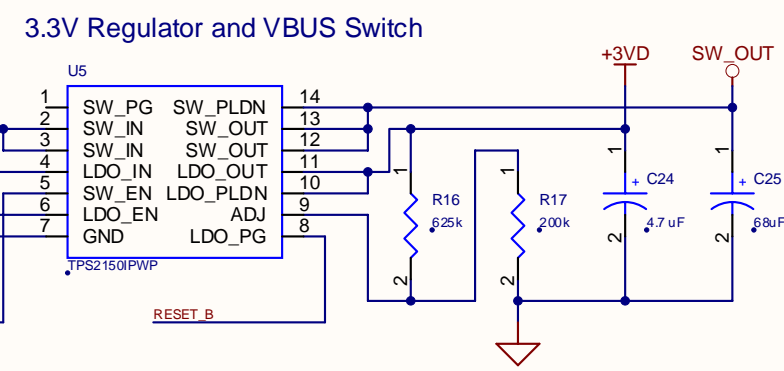 3.3V Regulator and VBUS Switch
+3VD
SW_OUT
U5
1 SW_PG SW_PLDN 14
2 SW_IN SW_OUT 13
3 SW_IN SW_OUT 12
4 LDO_IN LDO_OUT 11
5 SW_EN LDO_PLDN 10
6 LDO_EN ADJ 9
7 GND LDO_PG 8
TPS2150IPWP
RESET_B
1 R16 625k 2
1 R17 200k 2
1 + C24 4.7 uF 2
1 + C25 68uF 2